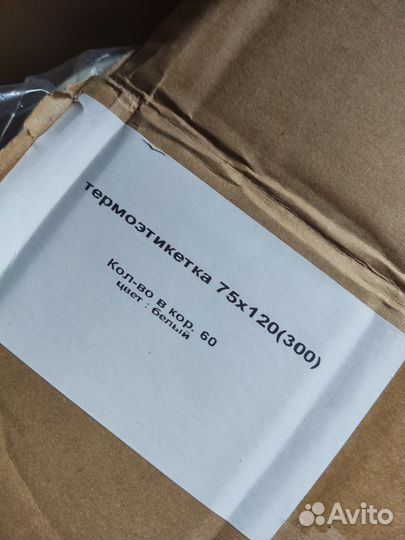 термоэтикетка 75х120(300)
Кол-во в кор. 60
цвет : белый
Avito